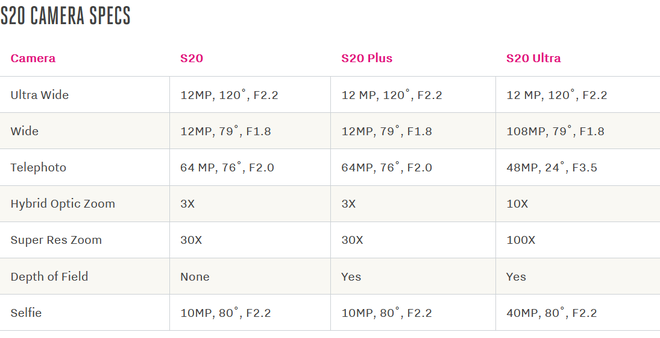 S20 CAMERA SPECS
Camera S20 S20 Plus S20 Ultra
Ultra Wide 12MP, 120˚, F2.2 12 MP, 120˚, F2.2 12 MP, 120˚, F2.2
Wide 12MP, 79˚, F1.8 12MP, 79˚, F1.8 108MP, 79˚, F1.8
Telephoto 64 MP, 76˚, F2.0 64MP, 76˚, F2.0 48MP, 24˚, F3.5
Hybrid Optic Zoom 3X 3X 10X
Super Res Zoom 30X 30X 100X
Depth of Field None Yes Yes
Selfie 10MP, 80˚, F2.2 10MP, 80˚, F2.2 40MP, 80˚, F2.2